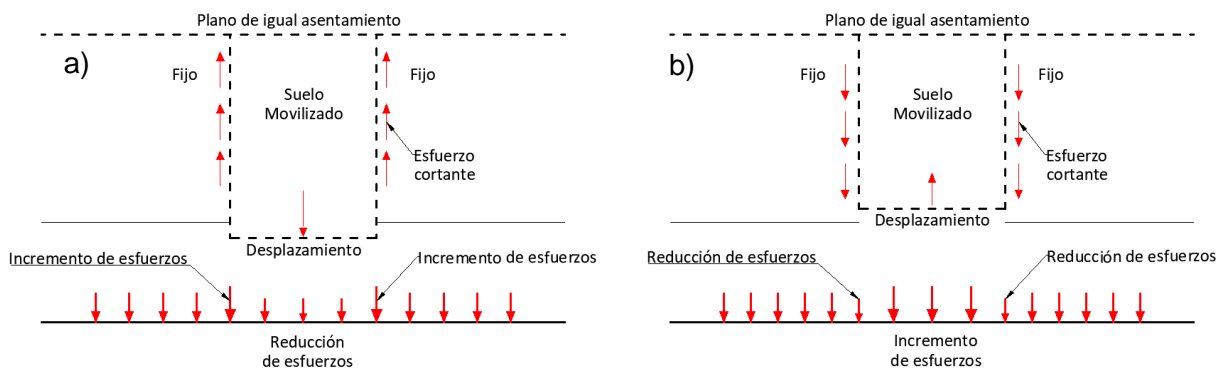 Plano de igual asentamiento
a)
Fijo
Fijo
Suelo
Movilizado
Esfuerzo
cortante
Desplazamiento
Incremento de esfuerzos
Incremento de esfuerzos
Reducción
de esfuerzos
Plano de igual asentamiento
b)
Fijo
Fijo
Suelo
Movilizado
Esfuerzo
cortante
Desplazamiento
Reducción de esfuerzos
Reducción de esfuerzos
Incremento
de esfuerzos